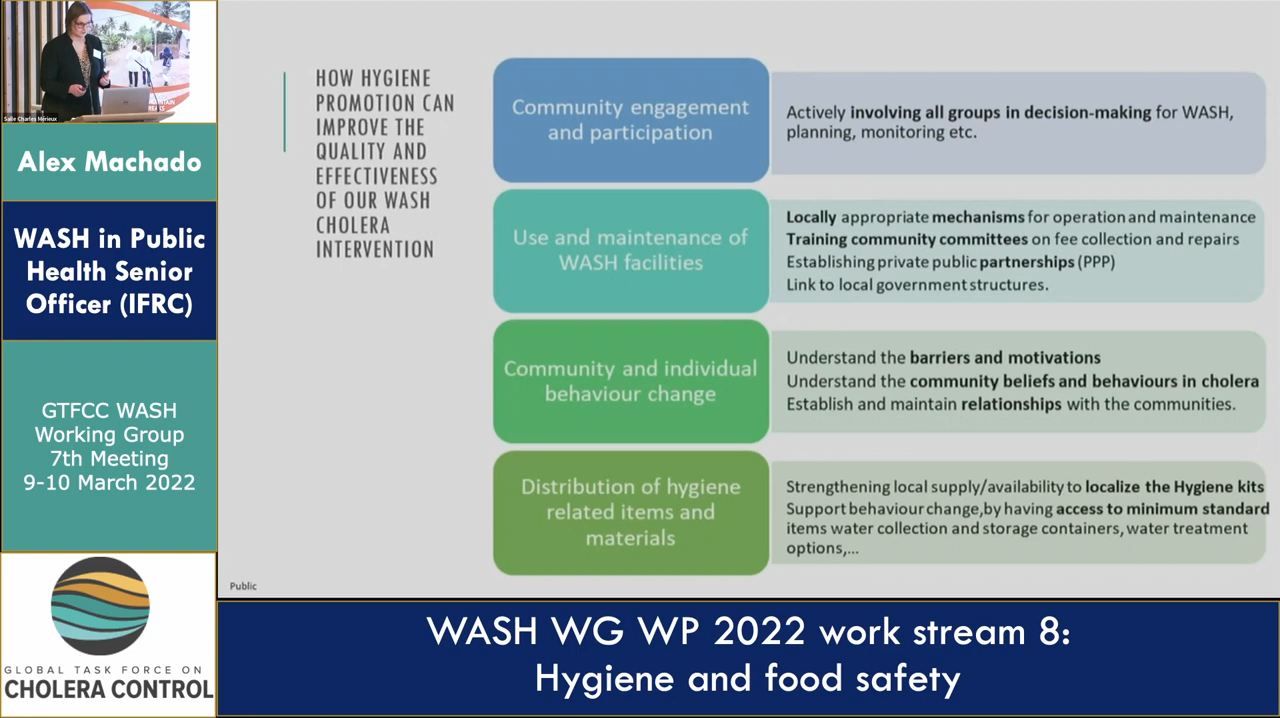 Salle Charles Mérieux
Alex Machado
WASH in Public
Health Senior
Officer (IFRC)
GTFCC WASH
Working Group
7th Meeting
9-10 March 2022
GLOBAL TASK FORCE ON
CHOLERA CONTROL
HOW HYGIENE
PROMOTION CAN
IMPROVE THE
QUALITY AND
EFFECTIVENESS
OF OUR WASH
CHOLERA
INTERVENTION
Community engagement
and participation
Actively involving all groups in decision-making for WASH,
planning, monitoring etc.
Use and maintenance of
WASH facilities
Locally appropriate mechanisms for operation and maintenance
Training community committees on fee collection and repairs
Establishing private public partnerships (PPP)
Link to local government structures.
Community and individual
behaviour change
Understand the barriers and motivations
Understand the community beliefs and behaviours in cholera
Establish and maintain relationships with the communities.
Distribution of hygiene
related items and
materials
Strengthening local supply/availability to localize the Hygiene kits
Support behaviour change,by having access to minimum standard
items water collection and storage containers, water treatment
options,...
Public
WASH WG WP 2022 work stream 8:
Hygiene and food safety